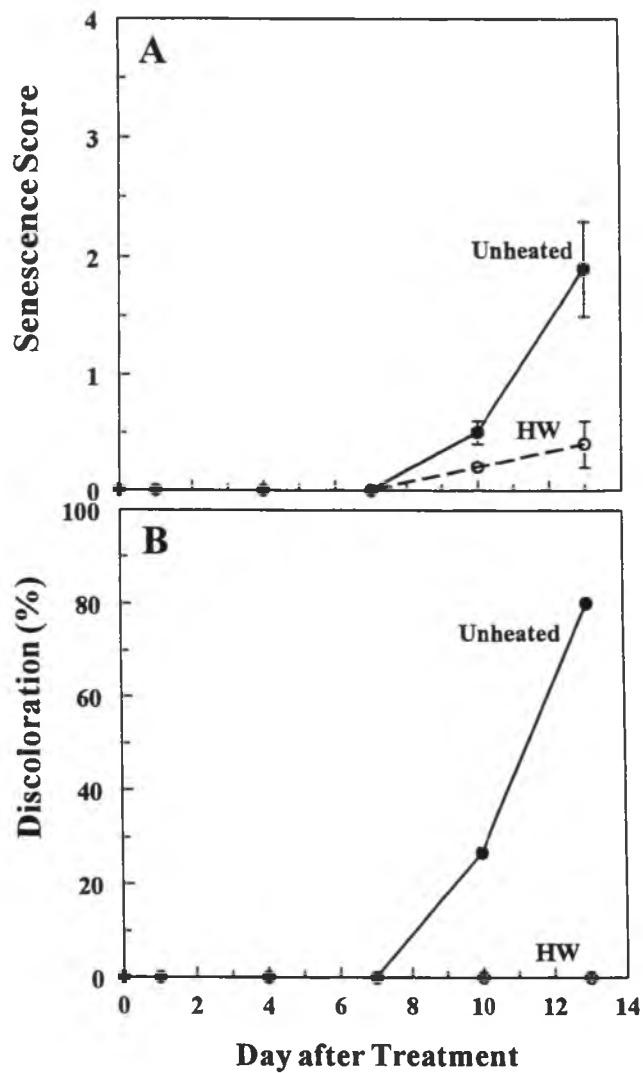 4
A
3
Senescence Score
2
Unheated
1
HW
0
100
B
80
Unheated
60
Discoloration (%)
40
20
HW
0
0 2 4 6 8 10 12 14
Day after Treatment